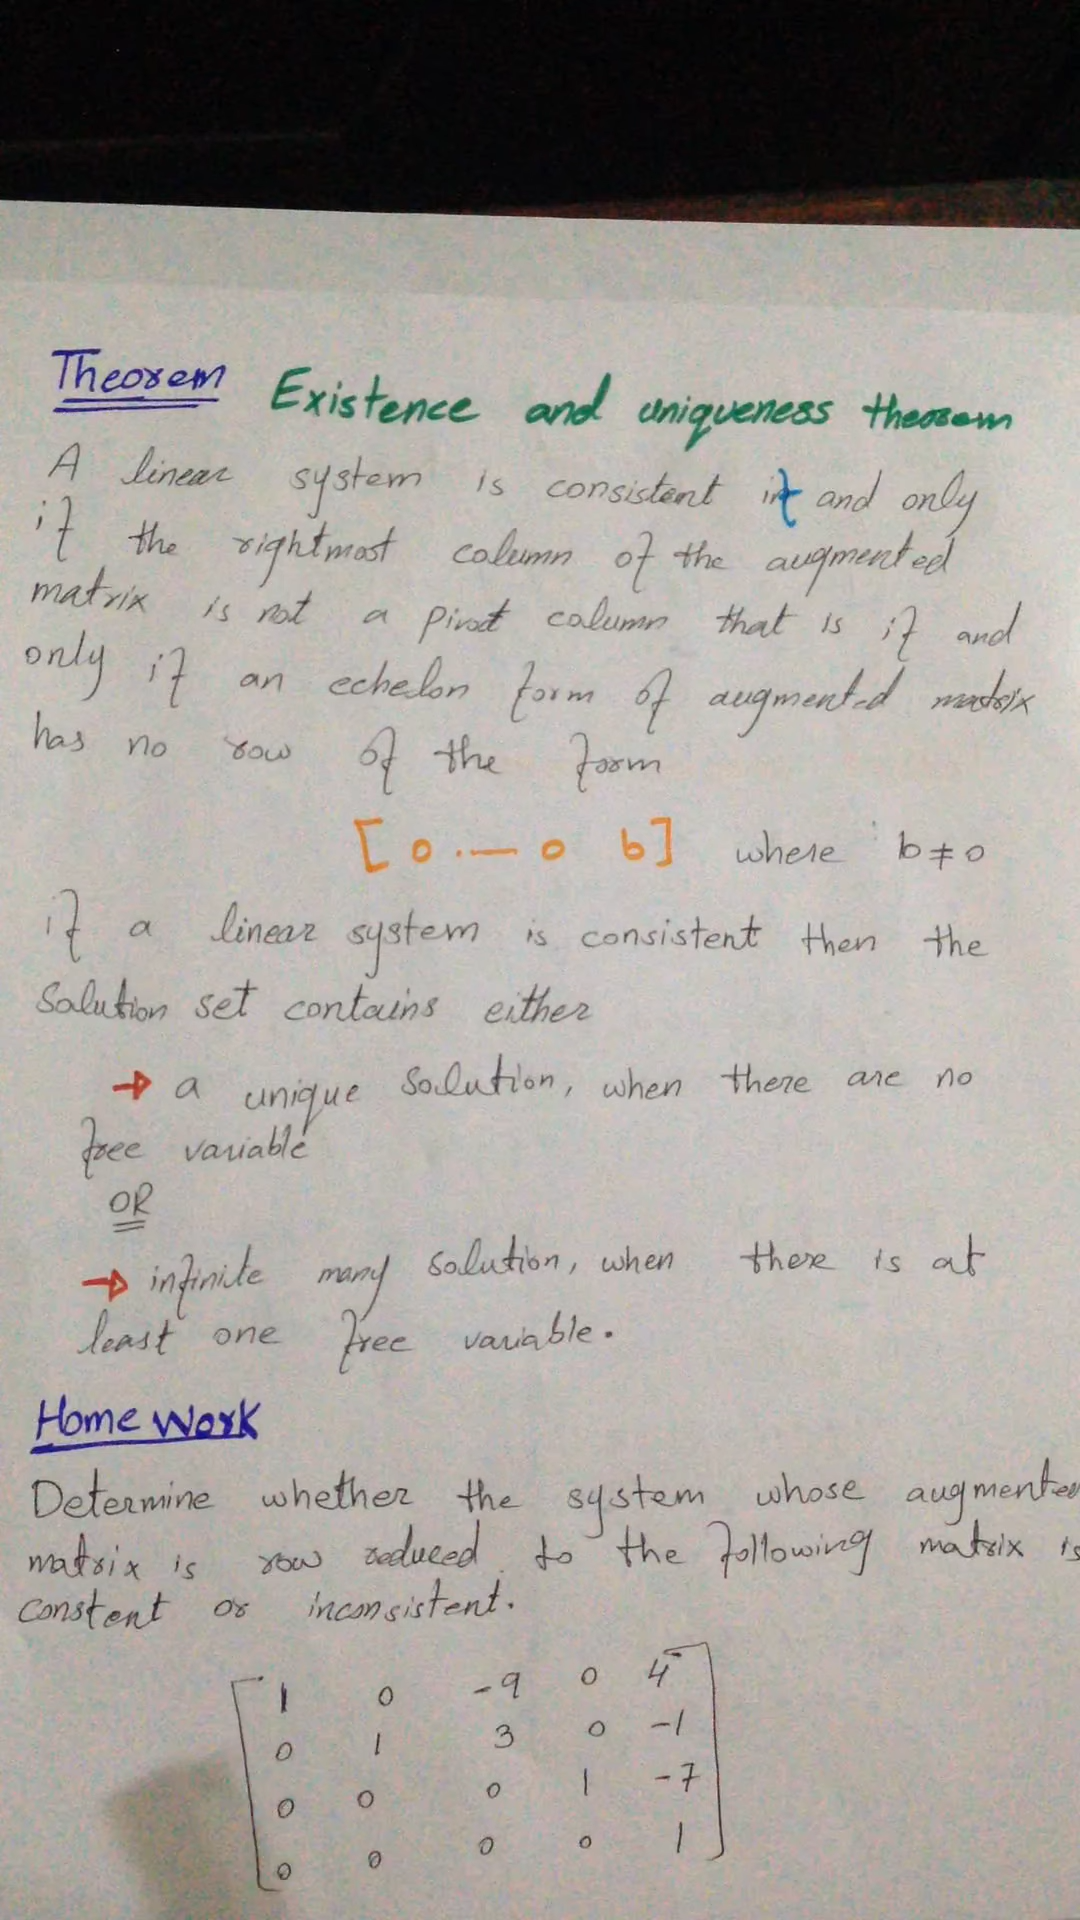 Theorem Existence and uniqueness theorem
A linear system is consistent if and only
if the rightmost column of the augmented
matrix is not a pivot column that is if and
only if an echelon form of augmented matrix
has no row of the form
[0 .— 0 b] where b ≠ 0
if a linear system is consistent then the
Solution set contains either
→ a unique solution, when there are no
free variable
OR
→ infinite many solution, when there is at
least one free variable.
Home Work
Determine whether the system whose augmented
matrix is row reduced to the following matrix is
constent or inconsistent.
1 0 -9 0 4
0 1 3 0 -1
0 0 0 1 -7
0 0 0 0 1